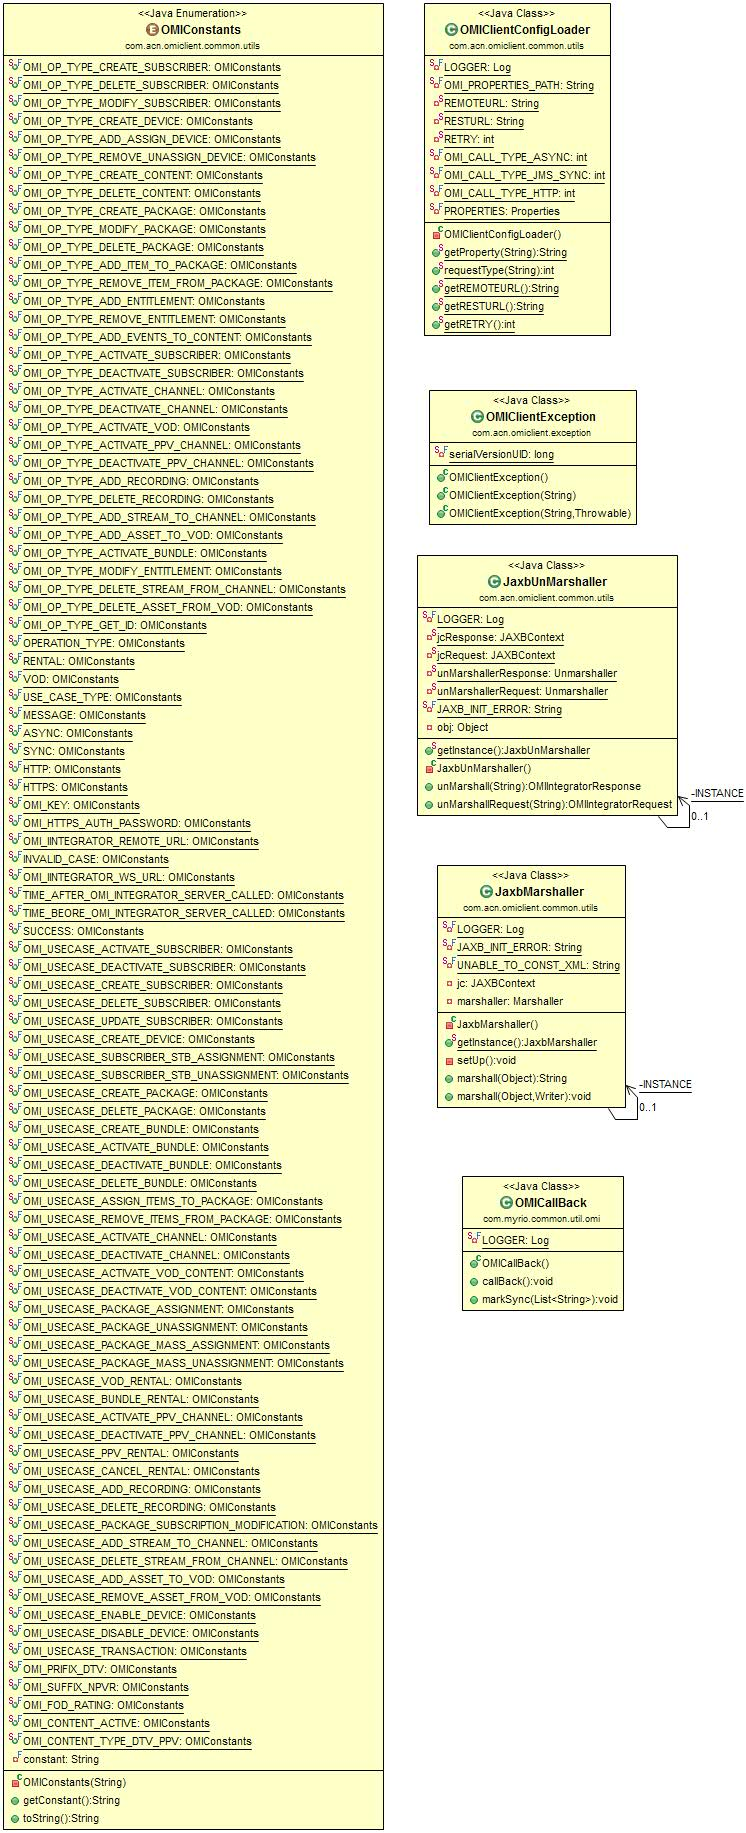 <<Java Enumeration>>
OMIConstants
com.acn.omiclient.common.utils
OMI_OP_TYPE_CREATE_SUBSCRIBER: OMIConstants
OMI_OP_TYPE_DELETE_SUBSCRIBER: OMIConstants
OMI_OP_TYPE_MODIFY_SUBSCRIBER: OMIConstants
OMI_OP_TYPE_CREATE_DEVICE: OMIConstants
OMI_OP_TYPE_ADD_ASSIGN_DEVICE: OMIConstants
OMI_OP_TYPE_REMOVE_UNASSIGN_DEVICE: OMIConstants
OMI_OP_TYPE_CREATE_CONTENT: OMIConstants
OMI_OP_TYPE_DELETE_CONTENT: OMIConstants
OMI_OP_TYPE_CREATE_PACKAGE: OMIConstants
OMI_OP_TYPE_MODIFY_PACKAGE: OMIConstants
OMI_OP_TYPE_DELETE_PACKAGE: OMIConstants
OMI_OP_TYPE_ADD_ITEM_TO_PACKAGE: OMIConstants
OMI_OP_TYPE_REMOVE_ITEM_FROM_PACKAGE: OMIConstants
OMI_OP_TYPE_ADD_ENTITLEMENT: OMIConstants
OMI_OP_TYPE_REMOVE_ENTITLEMENT: OMIConstants
OMI_OP_TYPE_ADD_EVENTS_TO_CONTENT: OMIConstants
OMI_OP_TYPE_ACTIVATE_SUBSCRIBER: OMIConstants
OMI_OP_TYPE_DEACTIVATE_SUBSCRIBER: OMIConstants
OMI_OP_TYPE_ACTIVATE_CHANNEL: OMIConstants
OMI_OP_TYPE_DEACTIVATE_CHANNEL: OMIConstants
OMI_OP_TYPE_ACTIVATE_VOD: OMIConstants
OMI_OP_TYPE_ACTIVATE_PPV_CHANNEL: OMIConstants
OMI_OP_TYPE_DEACTIVATE_PPV_CHANNEL: OMIConstants
OMI_OP_TYPE_ADD_RECORDING: OMIConstants
OMI_OP_TYPE_DELETE_RECORDING: OMIConstants
OMI_OP_TYPE_ADD_STREAM_TO_CHANNEL: OMIConstants
OMI_OP_TYPE_ADD_ASSET_TO_VOD: OMIConstants
OMI_OP_TYPE_ACTIVATE_BUNDLE: OMIConstants
OMI_OP_TYPE_MODIFY_ENTITLEMENT: OMIConstants
OMI_OP_TYPE_DELETE_STREAM_FROM_CHANNEL: OMIConstants
OMI_OP_TYPE_DELETE_ASSET_FROM_VOD: OMIConstants
OMI_OP_TYPE_GET_ID: OMIConstants
OPERATION_TYPE: OMIConstants
RENTAL: OMIConstants
VOD: OMIConstants
USE_CASE_TYPE: OMIConstants
MESSAGE: OMIConstants
ASYNC: OMIConstants
SYNC: OMIConstants
HTTP: OMIConstants
HTTPS: OMIConstants
OMI_KEY: OMIConstants
OMI_HTTPS_AUTH_PASSWORD: OMIConstants
OMI_IINTEGRATOR_REMOTE_URL: OMIConstants
INVALID_CASE: OMIConstants
OMI_IINTEGRATOR_WS_URL: OMIConstants
TIME_AFTER_OMI_INTEGRATOR_SERVER_CALLED: OMIConstants
TIME_BEORE_OMI_INTEGRATOR_SERVER_CALLED: OMIConstants
SUCCESS: OMIConstants
OMI_USECASE_ACTIVATE_SUBSCRIBER: OMIConstants
OMI_USECASE_DEACTIVATE_SUBSCRIBER: OMIConstants
OMI_USECASE_CREATE_SUBSCRIBER: OMIConstants
OMI_USECASE_DELETE_SUBSCRIBER: OMIConstants
OMI_USECASE_UPDATE_SUBSCRIBER: OMIConstants
OMI_USECASE_CREATE_DEVICE: OMIConstants
OMI_USECASE_SUBSCRIBER_STB_ASSIGNMENT: OMIConstants
OMI_USECASE_SUBSCRIBER_STB_UNASSIGNMENT: OMIConstants
OMI_USECASE_CREATE_PACKAGE: OMIConstants
OMI_USECASE_DELETE_PACKAGE: OMIConstants
OMI_USECASE_CREATE_BUNDLE: OMIConstants
OMI_USECASE_ACTIVATE_BUNDLE: OMIConstants
OMI_USECASE_DEACTIVATE_BUNDLE: OMIConstants
OMI_USECASE_DELETE_BUNDLE: OMIConstants
OMI_USECASE_ASSIGN_ITEMS_TO_PACKAGE: OMIConstants
OMI_USECASE_REMOVE_ITEMS_FROM_PACKAGE: OMIConstants
OMI_USECASE_ACTIVATE_CHANNEL: OMIConstants
OMI_USECASE_DEACTIVATE_CHANNEL: OMIConstants
OMI_USECASE_ACTIVATE_VOD_CONTENT: OMIConstants
OMI_USECASE_DEACTIVATE_VOD_CONTENT: OMIConstants
OMI_USECASE_PACKAGE_ASSIGNMENT: OMIConstants
OMI_USECASE_PACKAGE_UNASSIGNMENT: OMIConstants
OMI_USECASE_PACKAGE_MASS_ASSIGNMENT: OMIConstants
OMI_USECASE_PACKAGE_MASS_UNASSIGNMENT: OMIConstants
OMI_USECASE_VOD_RENTAL: OMIConstants
OMI_USECASE_BUNDLE_RENTAL: OMIConstants
OMI_USECASE_ACTIVATE_PPV_CHANNEL: OMIConstants
OMI_USECASE_DEACTIVATE_PPV_CHANNEL: OMIConstants
OMI_USECASE_PPV_RENTAL: OMIConstants
OMI_USECASE_CANCEL_RENTAL: OMIConstants
OMI_USECASE_ADD_RECORDING: OMIConstants
OMI_USECASE_DELETE_RECORDING: OMIConstants
OMI_USECASE_PACKAGE_SUBSCRIPTION_MODIFICATION: OMIConstants
OMI_USECASE_ADD_STREAM_TO_CHANNEL: OMIConstants
OMI_USECASE_DELETE_STREAM_FROM_CHANNEL: OMIConstants
OMI_USECASE_ADD_ASSET_TO_VOD: OMIConstants
OMI_USECASE_REMOVE_ASSET_FROM_VOD: OMIConstants
OMI_USECASE_ENABLE_DEVICE: OMIConstants
OMI_USECASE_DISABLE_DEVICE: OMIConstants
OMI_USECASE_TRANSACTION: OMIConstants
OMI_PRIFIX_DTV: OMIConstants
OMI_SUFFIX_NPVR: OMIConstants
OMI_FOD_RATING: OMIConstants
OMI_CONTENT_ACTIVE: OMIConstants
OMI_CONTENT_TYPE_DTV_PPV: OMIConstants
constant: String
OMIConstants(String)
getConstant():String
toString():String
<<Java Class>>
OMIClientConfigLoader
com.acn.omiclient.common.utils
LOGGER: Log
OMI_PROPERTIES_PATH: String
REMOTEURL: String
RESTURL: String
RETRY: int
OMI_CALL_TYPE_ASYNC: int
OMI_CALL_TYPE_JMS_SYNC: int
OMI_CALL_TYPE_HTTP: int
PROPERTIES: Properties
OMIClientConfigLoader()
getProperty(String):String
requestType(String):int
getREMOTEURL():String
getRESTURL():String
getRETRY():int
<<Java Class>>
OMIClientException
com.acn.omiclient.exception
serialVersionUID: long
OMIClientException()
OMIClientException(String)
OMIClientException(String,Throwable)
<<Java Class>>
JaxbUnMarshaller
com.acn.omiclient.common.utils
LOGGER: Log
jcResponse: JAXBContext
jcRequest: JAXBContext
unMarshallerResponse: Unmarshaller
unMarshallerRequest: Unmarshaller
JAXB_INIT_ERROR: String
obj: Object
getInstance():JaxbUnMarshaller
JaxbUnMarshaller()
unMarshall(String):OMIIntegratorResponse
unMarshallRequest(String):OMIIntegratorRequest
-INSTANCE
0..1
<<Java Class>>
JaxbMarshaller
com.acn.omiclient.common.utils
LOGGER: Log
JAXB_INIT_ERROR: String
UNABLE_TO_CONST_XML: String
jc: JAXBContext
marshaller: Marshaller
JaxbMarshaller()
getInstance():JaxbMarshaller
setUp():void
marshall(Object):String
marshall(Object,Writer):void
-INSTANCE
0..1
<<Java Class>>
OMICallBack
com.myrio.common.util.omi
LOGGER: Log
OMICallBack()
callBack():void
markSync(List<String>):void